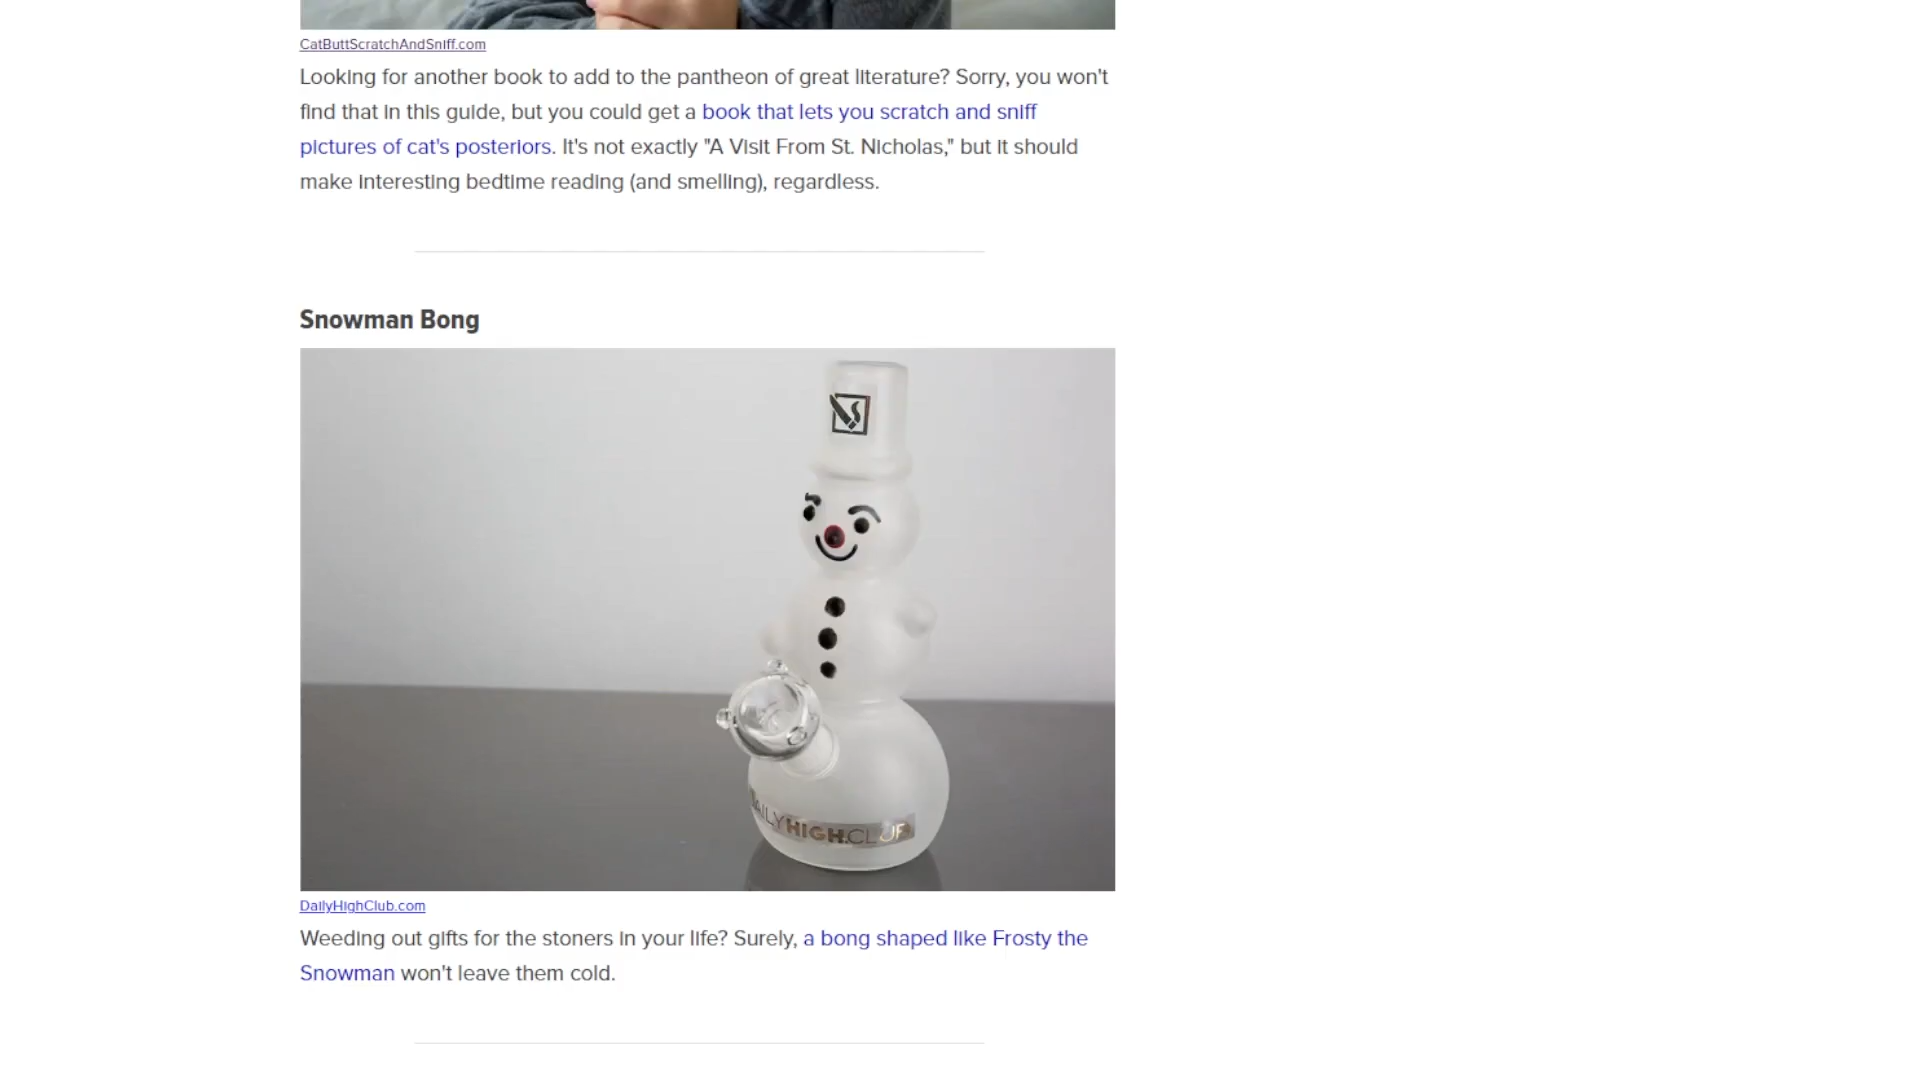 CatButtScratchAndSniff.com
Looking for another book to add to the pantheon of great literature? Sorry, you won't
find that in this guide, but you could get a book that lets you scratch and sniff
pictures of cat's posteriors. It's not exactly "A Visit From St. Nicholas," but it should
make interesting bedtime reading (and smelling), regardless.
Snowman Bong
DAILYHIGHCLUB
DailyHighClub.com
Weeding out gifts for the stoners in your life? Surely, a bong shaped like Frosty the
Snowman won't leave them cold.